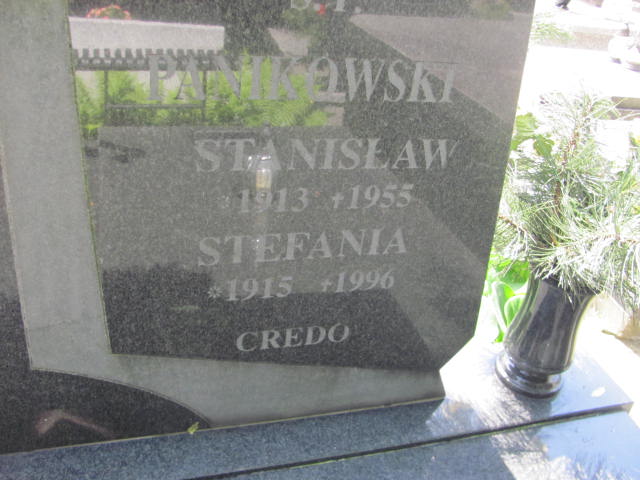 Ś.P.
PANIKOWSKI
STANISŁAW
*1913 +1955
STEFANIA
*1915 +1996
CREDO